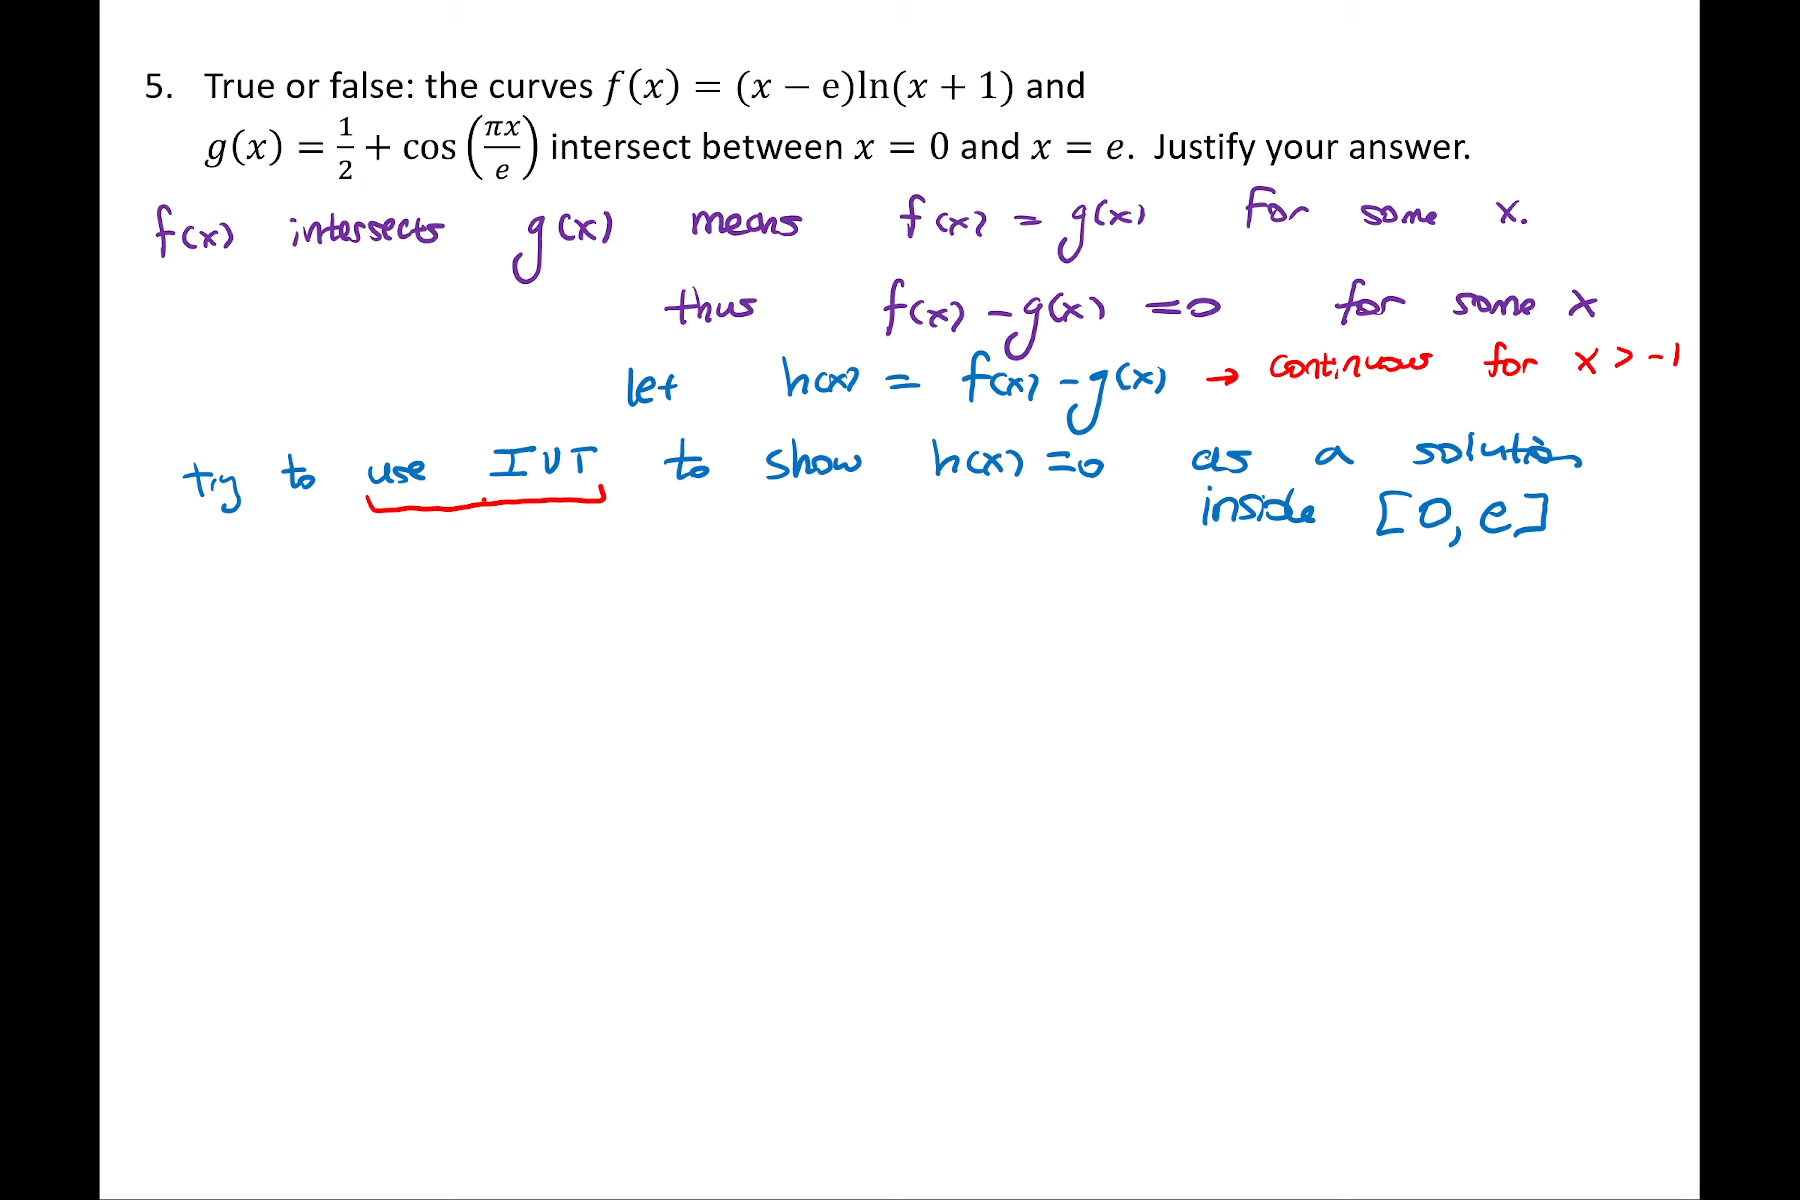 5. True or false: the curves f(x) = (x − e)ln(x + 1) and
g(x) = 1/2 + cos(πx/e) intersect between x = 0 and x = e. Justify your answer.
f(x) intersects g(x) means f(x) = g(x) for some x.
thus f(x) - g(x) = 0 for some x
let h(x) = f(x) - g(x) → continuous for x > -1
try to use IVT to show h(x) = 0 as a solution
inside [0, e]